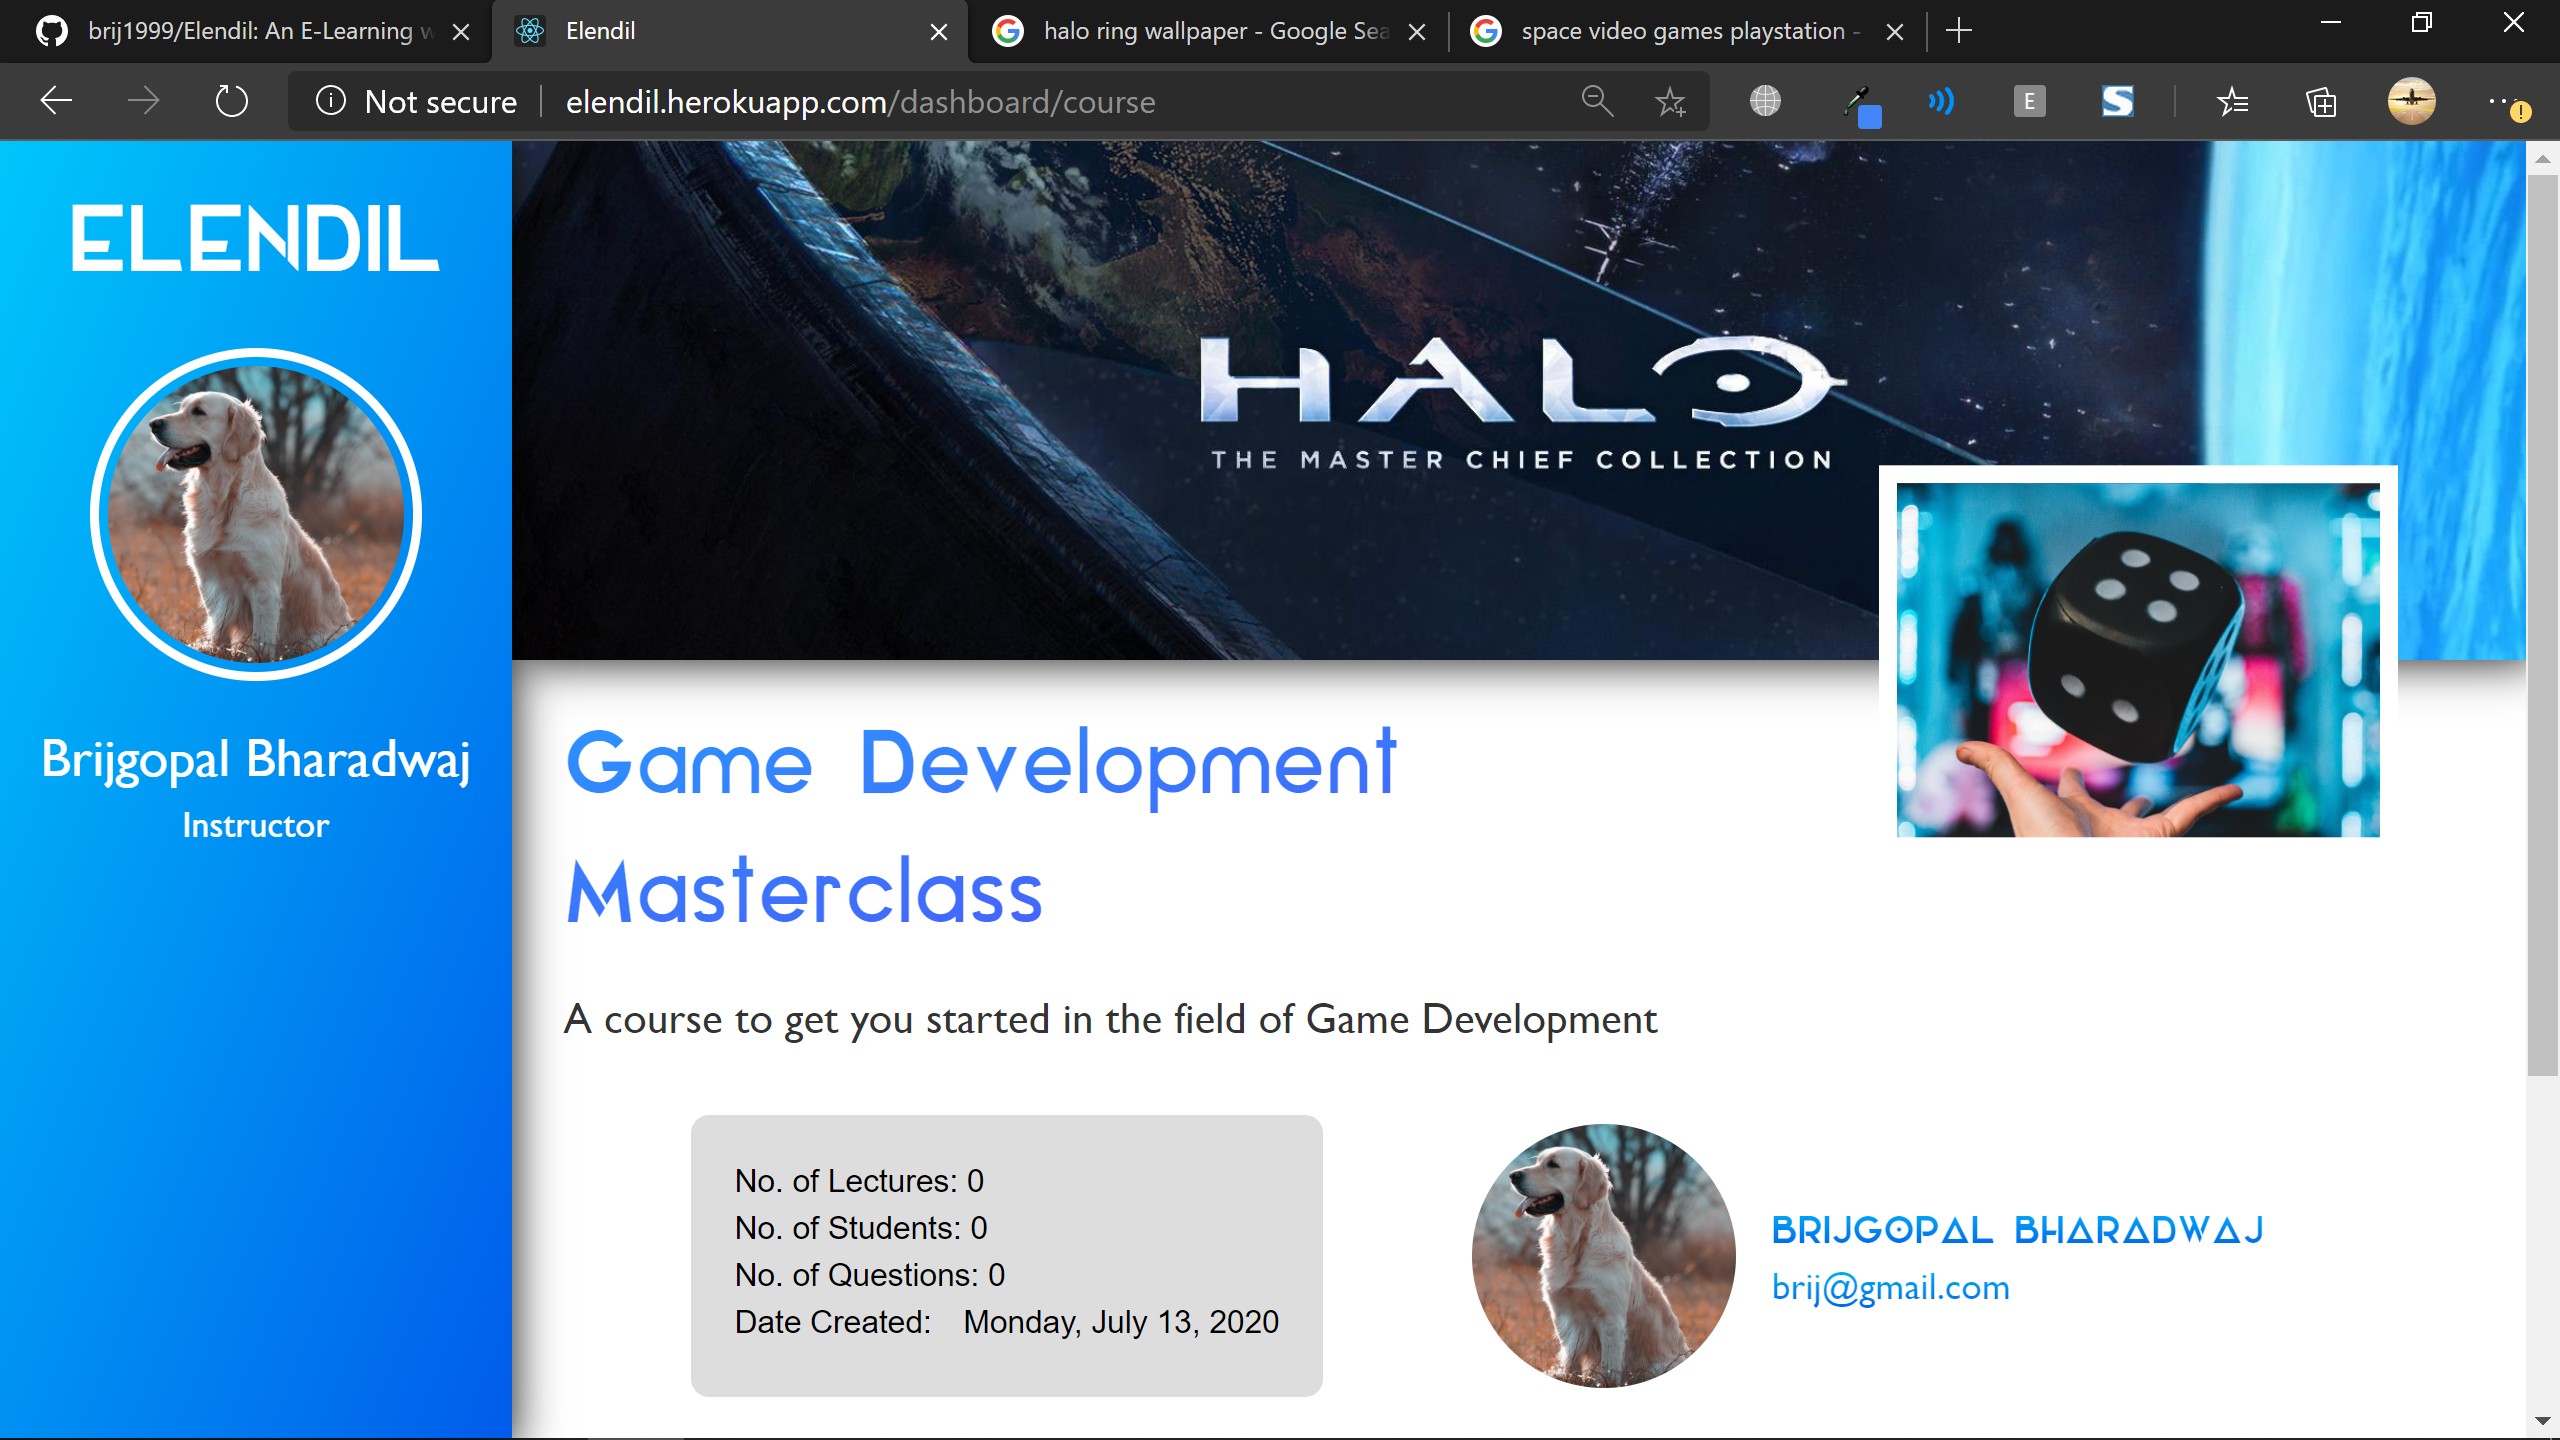 brij1999/Elendil: An E-Learning w
Elendil
halo ring wallpaper - Google Sea
space video games playstation -
Not secure
elendil.herokuapp.com/dashboard/course
E
S
ELENDIL
Brijgopal Bharadwaj
Instructor
HALO
THE MASTER CHIEF COLLECTION
Game Development
Masterclass
A course to get you started in the field of Game Development
No. of Lectures: 0
No. of Students: 0
No. of Questions: 0
Date Created: Monday, July 13, 2020
BRIJGOPAL BHARADWAJ
brij@gmail.com